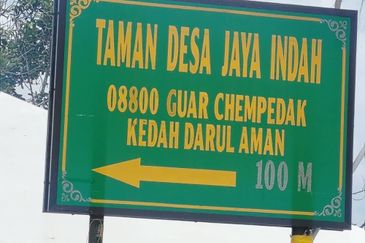 TAMAN DESA JAYA INDAH
08800 GUAR CHEMPEDAK
KEDAH DARUL AMAN
100 M